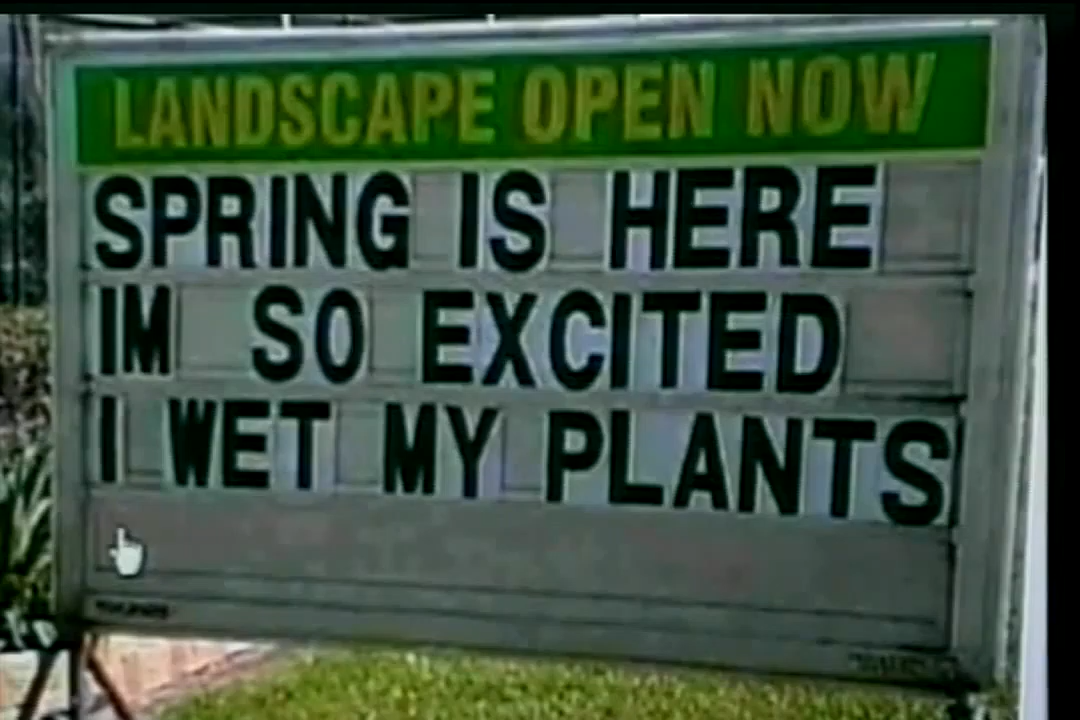 LANDSCAPE OPEN NOW
SPRING IS HERE
IM SO EXCITED
I WET MY PLANTS